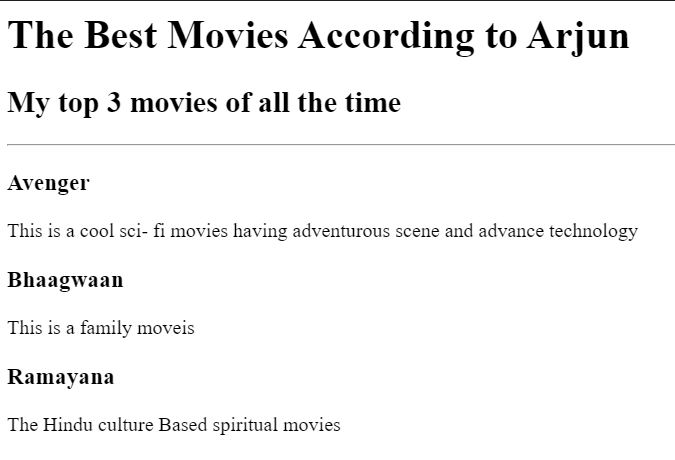 The Best Movies According to Arjun
My top 3 movies of all the time
Avenger
This is a cool sci- fi movies having adventurous scene and advance technology
Bhaagwaan
This is a family moveis
Ramayana
The Hindu culture Based spiritual movies